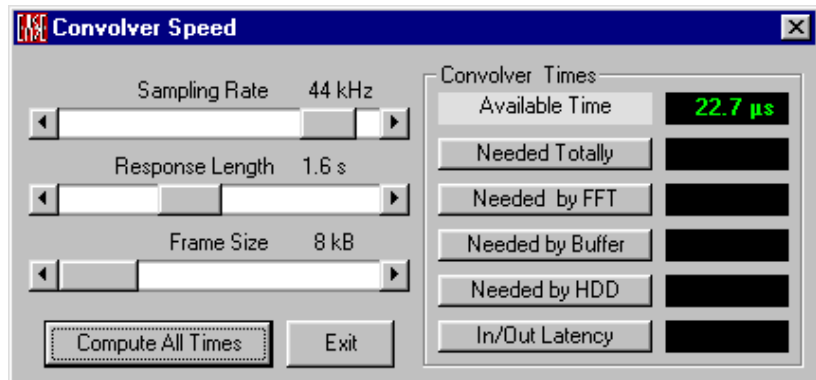 Convolver Speed
Sampling Rate 44 kHz
Response Length 1.6 s
Frame Size 8 kB
Compute All Times
Exit
Convolver Times
Available Time 22.7 µs
Needed Totally
Needed by FFT
Needed by Buffer
Needed by HDD
In/Out Latency